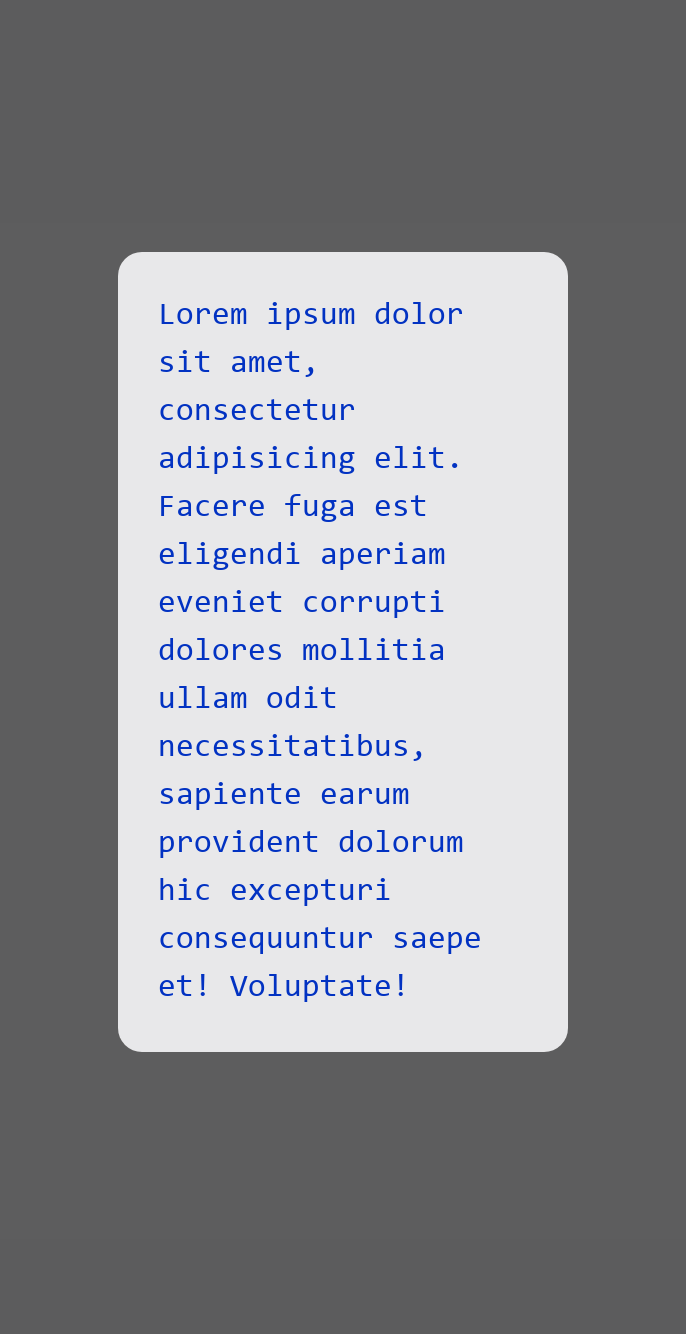 Lorem ipsum dolor
sit amet,
consectetur
adipisicing elit.
Facere fuga est
eligendi aperiam
eveniet corrupti
dolores mollitia
ullam odit
necessitatibus,
sapiente earum
provident dolorum
hic excepturi
consequuntur saepe
et! Voluptate!